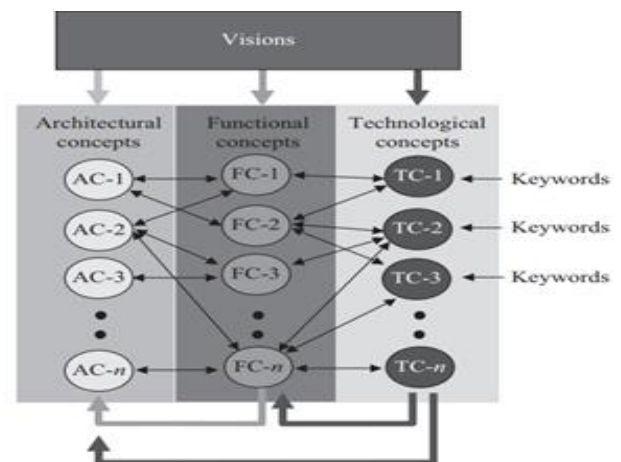 Visions
Architectural concepts
Functional concepts
Technological concepts
AC-1
FC-1
TC-1
Keywords
AC-2
FC-2
TC-2
Keywords
AC-3
FC-3
TC-3
Keywords
AC-n
FC-n
TC-n